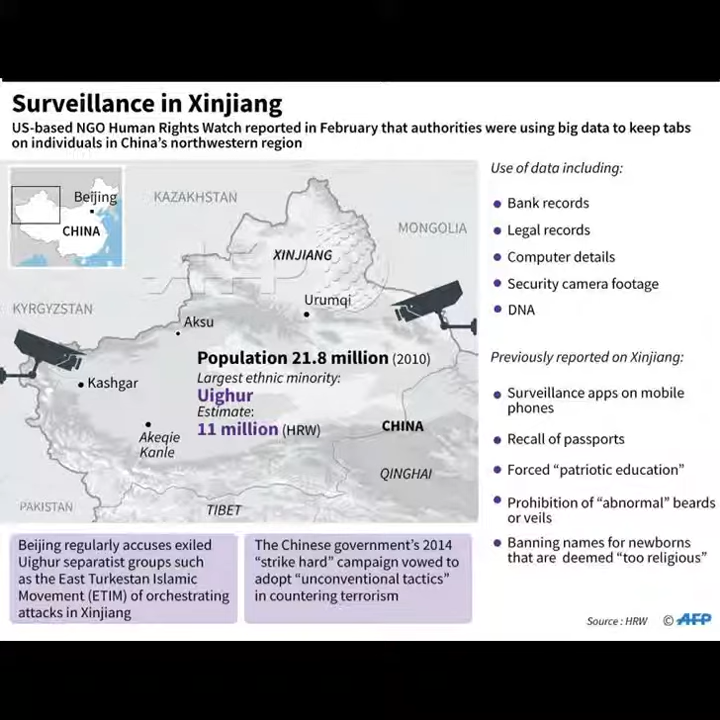 Surveillance in Xinjiang
US-based NGO Human Rights Watch reported in February that authorities were using big data to keep tabs
on individuals in China's northwestern region
Beijing
CHINA
KAZAKHSTAN
MONGOLIA
XINJIANG
KYRGYZSTAN
Urumqi
Aksu
Population 21.8 million (2010)
Largest ethnic minority:
Uighur
Estimate:
11 million (HRW)
Kashgar
Akeqie
Kanle
CHINA
QINGHAI
PAKISTAN
TIBET
Use of data including:
Bank records
Legal records
Computer details
Security camera footage
DNA
Previously reported on Xinjiang:
Surveillance apps on mobile
phones
Recall of passports
Forced “patriotic education”
Prohibition of “abnormal” beards
or veils
Banning names for newborns
that are deemed “too religious”
Beijing regularly accuses exiled
Uighur separatist groups such
as the East Turkestan Islamic
Movement (ETIM) of orchestrating
attacks in Xinjiang
The Chinese government's 2014
“strike hard” campaign vowed to
adopt “unconventional tactics”
in countering terrorism
Source : HRW © AFP
AFP